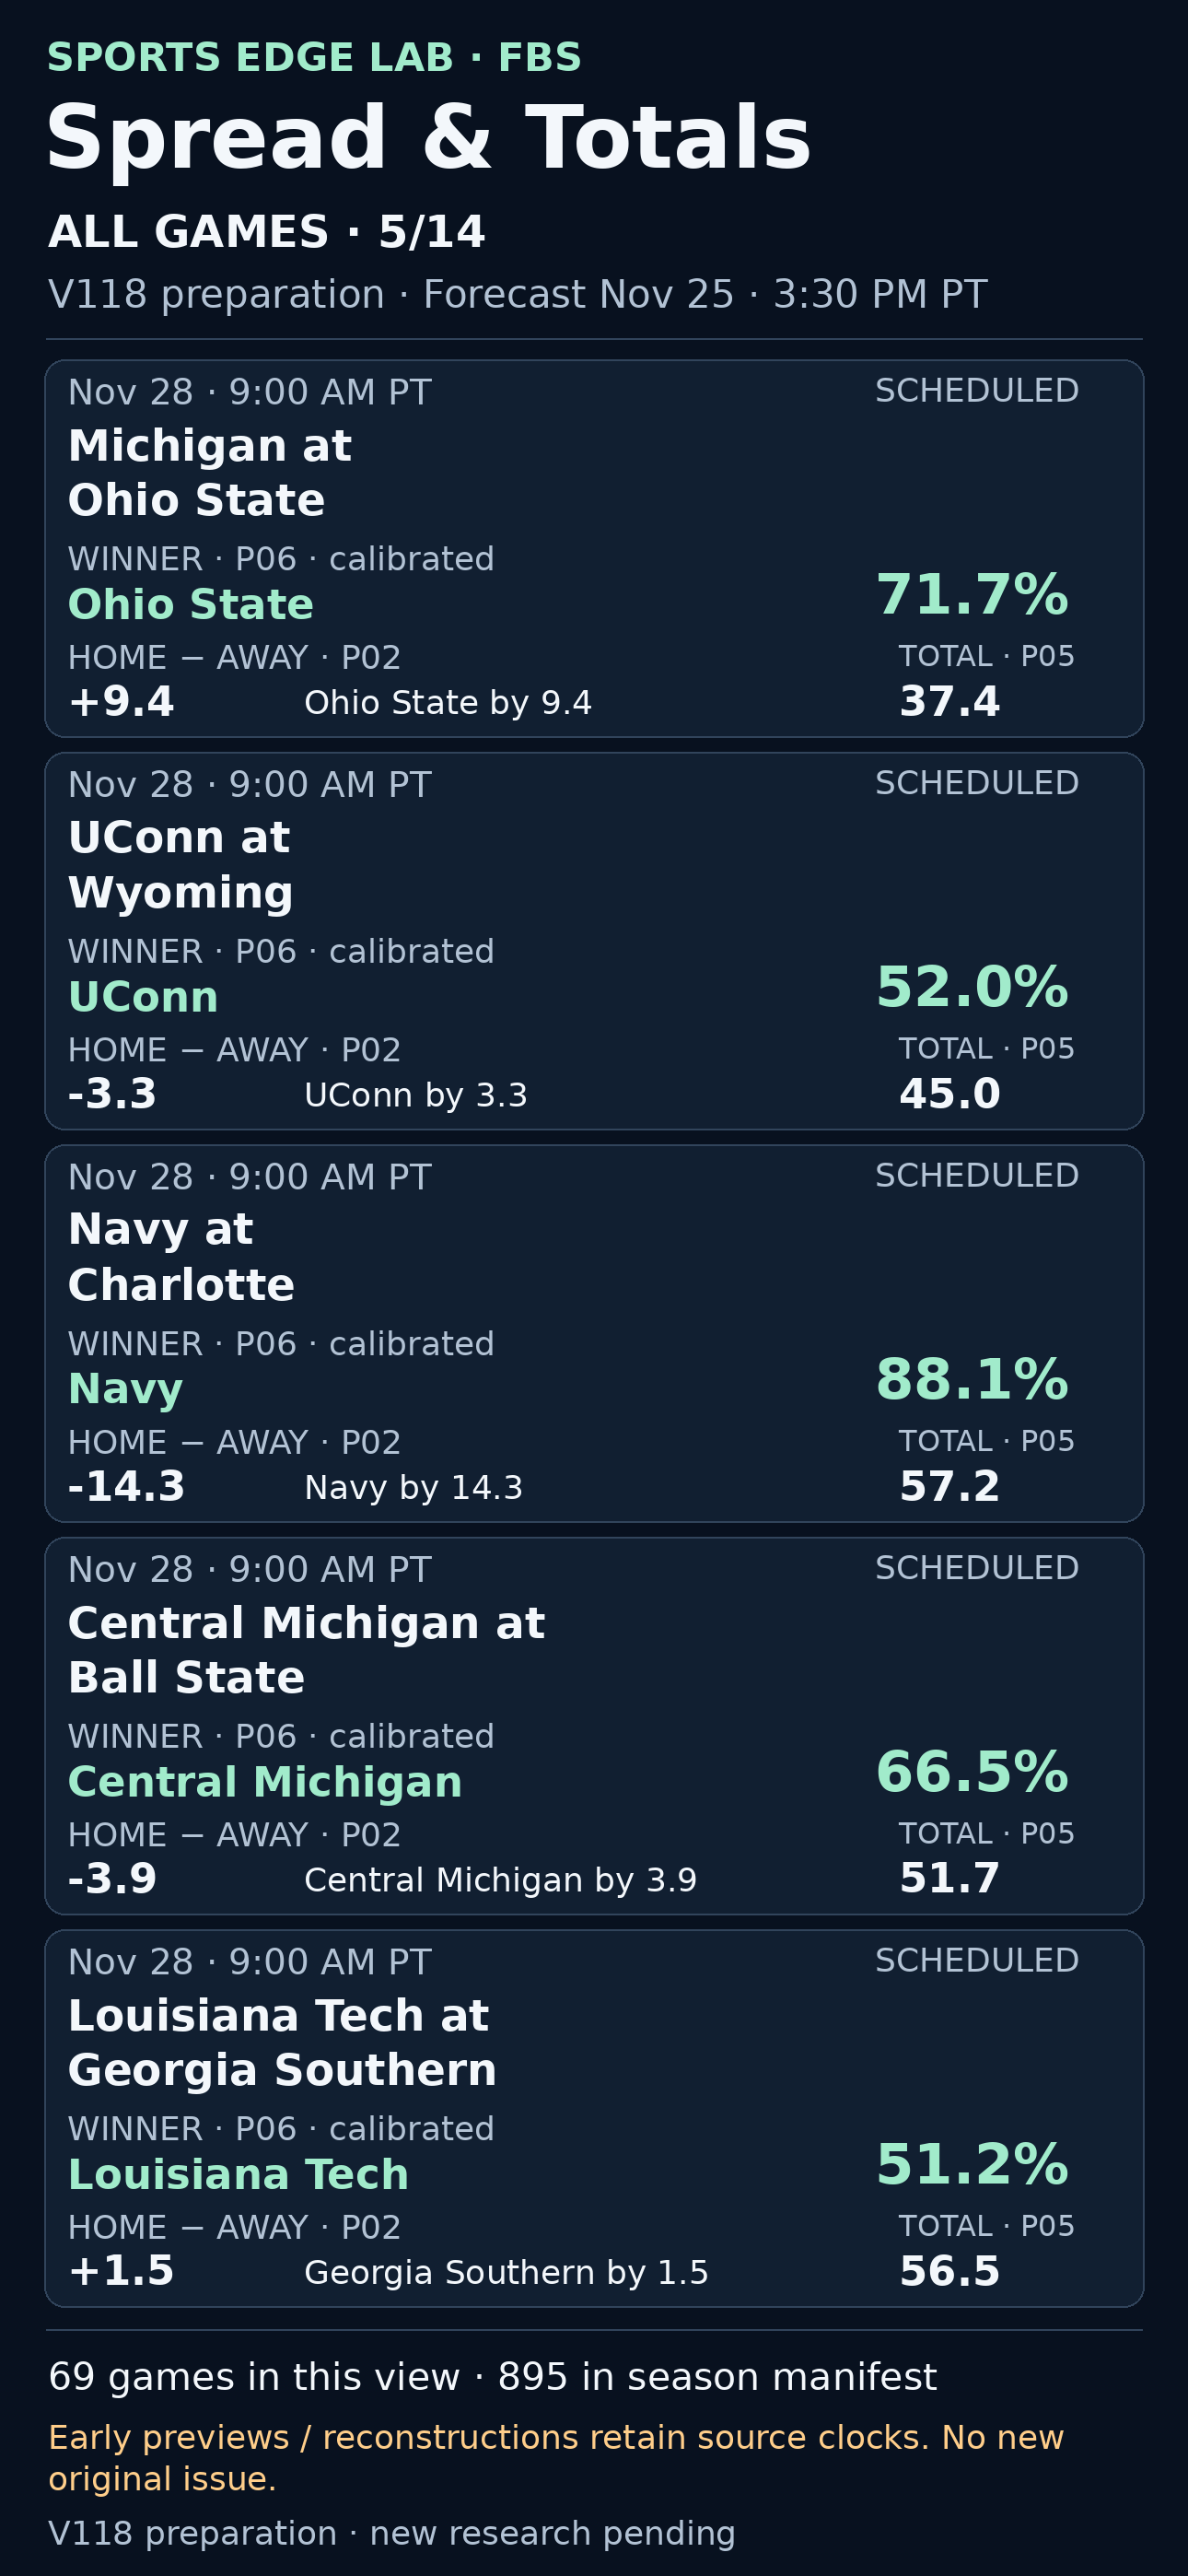 SPORTS EDGE LAB · FBS
Spread & Totals
ALL GAMES · 5/14
V118 preparation · Forecast Nov 25 · 3:30 PM PT
Nov 28 · 9:00 AM PT SCHEDULED
Michigan at
Ohio State
WINNER · P06 · calibrated
Ohio State 71.7%
HOME − AWAY · P02 TOTAL · P05
+9.4 Ohio State by 9.4 37.4
Nov 28 · 9:00 AM PT SCHEDULED
UConn at
Wyoming
WINNER · P06 · calibrated
UConn 52.0%
HOME − AWAY · P02 TOTAL · P05
-3.3 UConn by 3.3 45.0
Nov 28 · 9:00 AM PT SCHEDULED
Navy at
Charlotte
WINNER · P06 · calibrated
Navy 88.1%
HOME − AWAY · P02 TOTAL · P05
-14.3 Navy by 14.3 57.2
Nov 28 · 9:00 AM PT SCHEDULED
Central Michigan at
Ball State
WINNER · P06 · calibrated
Central Michigan 66.5%
HOME − AWAY · P02 TOTAL · P05
-3.9 Central Michigan by 3.9 51.7
Nov 28 · 9:00 AM PT SCHEDULED
Louisiana Tech at
Georgia Southern
WINNER · P06 · calibrated
Louisiana Tech 51.2%
HOME − AWAY · P02 TOTAL · P05
+1.5 Georgia Southern by 1.5 56.5
69 games in this view · 895 in season manifest
Early previews / reconstructions retain source clocks. No new
original issue.
V118 preparation · new research pending